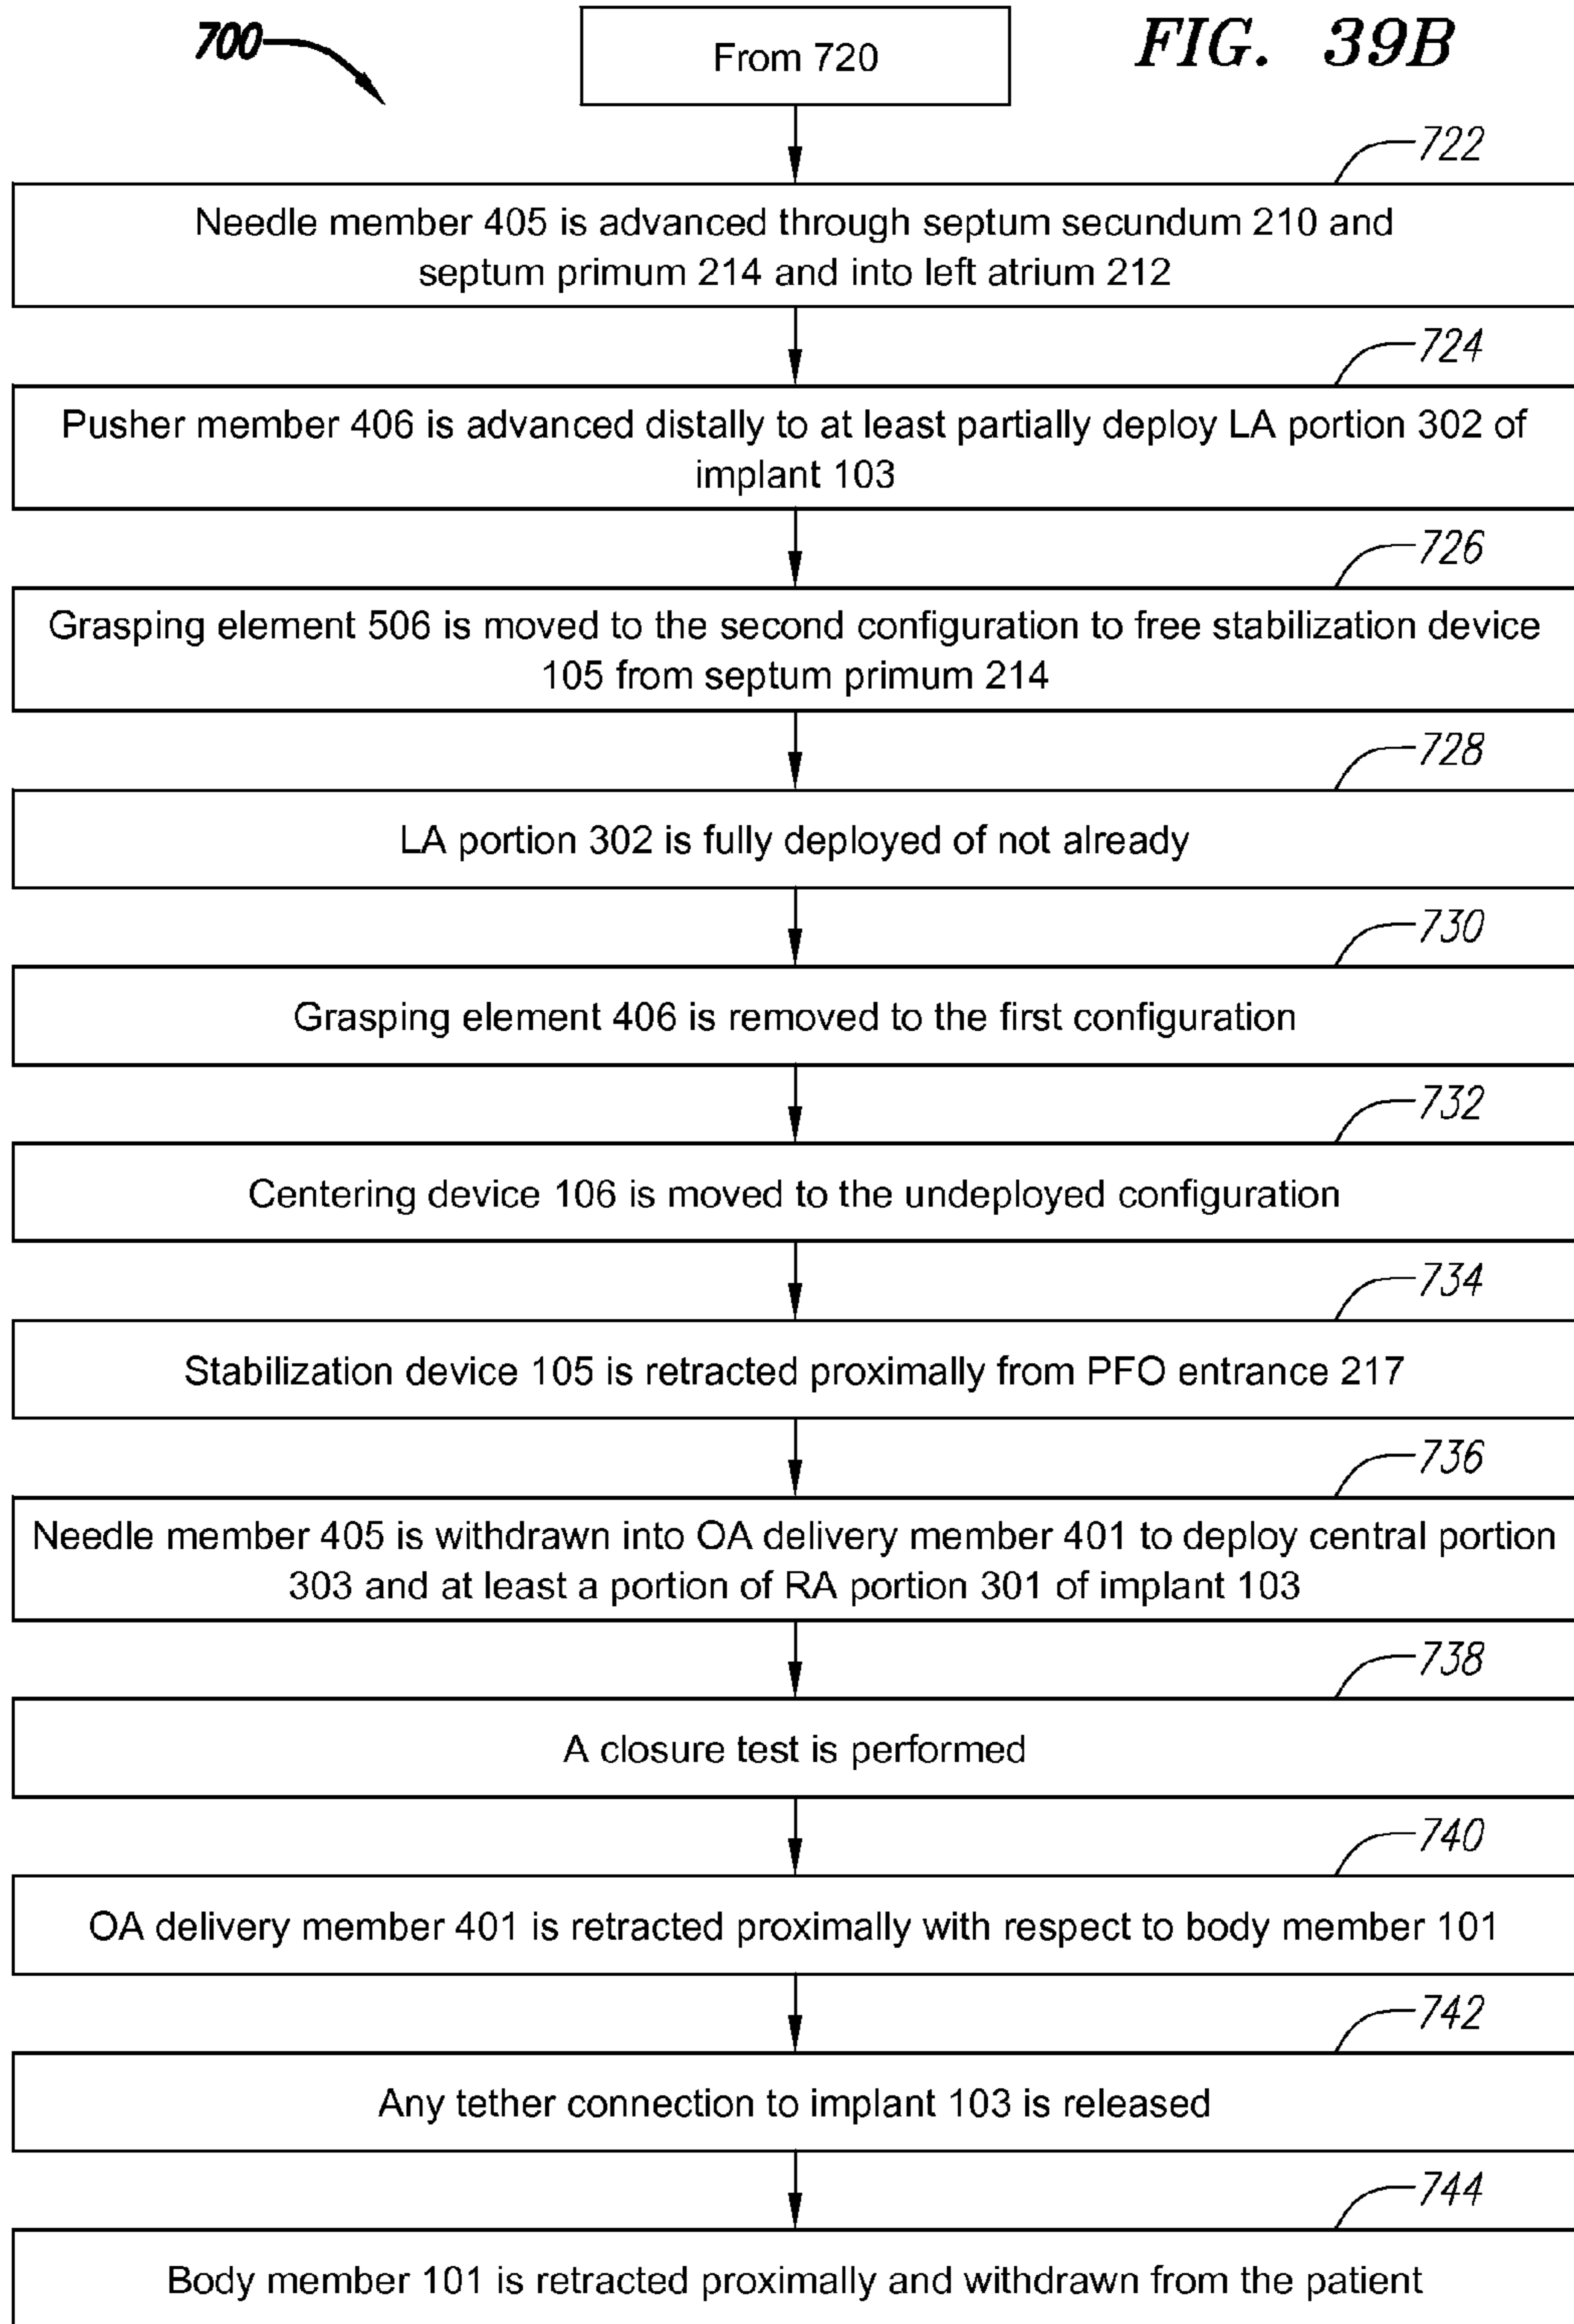 700
From 720
FIG. 39B
722
Needle member 405 is advanced through septum secundum 210 and
septum primum 214 and into left atrium 212
724
Pusher member 406 is advanced distally to at least partially deploy LA portion 302 of
implant 103
726
Grasping element 506 is moved to the second configuration to free stabilization device
105 from septum primum 214
728
LA portion 302 is fully deployed of not already
730
Grasping element 406 is removed to the first configuration
732
Centering device 106 is moved to the undeployed configuration
734
Stabilization device 105 is retracted proximally from PFO entrance 217
736
Needle member 405 is withdrawn into OA delivery member 401 to deploy central portion
303 and at least a portion of RA portion 301 of implant 103
738
A closure test is performed
740
OA delivery member 401 is retracted proximally with respect to body member 101
742
Any tether connection to implant 103 is released
744
Body member 101 is retracted proximally and withdrawn from the patient